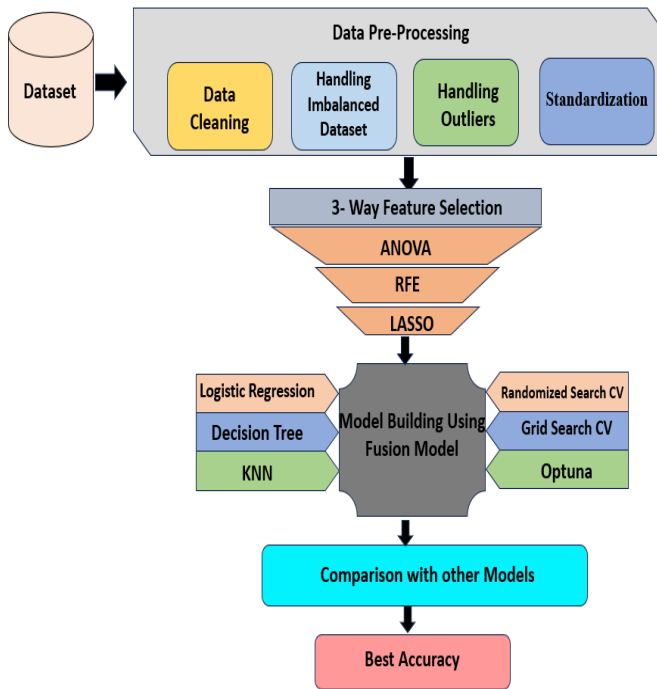 Data Pre-Processing
Dataset
Data
Cleaning
Handling
Imbalanced
Dataset
Handling
Outliers
Standardization
3- Way Feature Selection
ANOVA
RFE
LASSO
Logistic Regression
Decision Tree
KNN
Model Building Using
Fusion Model
Randomized Search CV
Grid Search CV
Optuna
Comparison with other Models
Best Accuracy